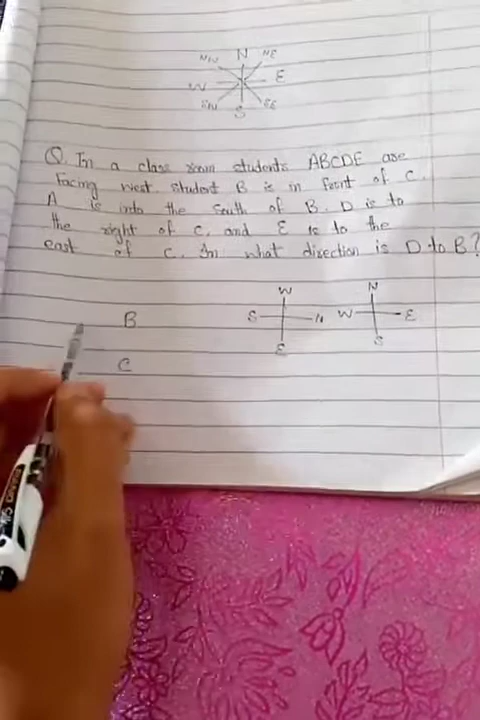 N
NW NE
W E
SW SE
S
Q. In a class room students ABCDE are
facing west. student B is in front of C.
A is into the south of B. D is to
the right of C, and E is to the
east of C. In what direction is D to B?
W N
S N W E
E S
B
C